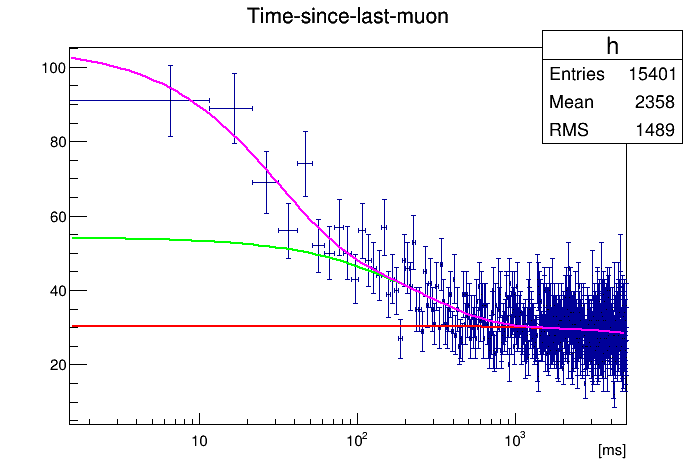 Time-since-last-muon
h
Entries 15401
Mean 2358
RMS 1489
100
80
60
40
20
10
10²
10³
[ms]